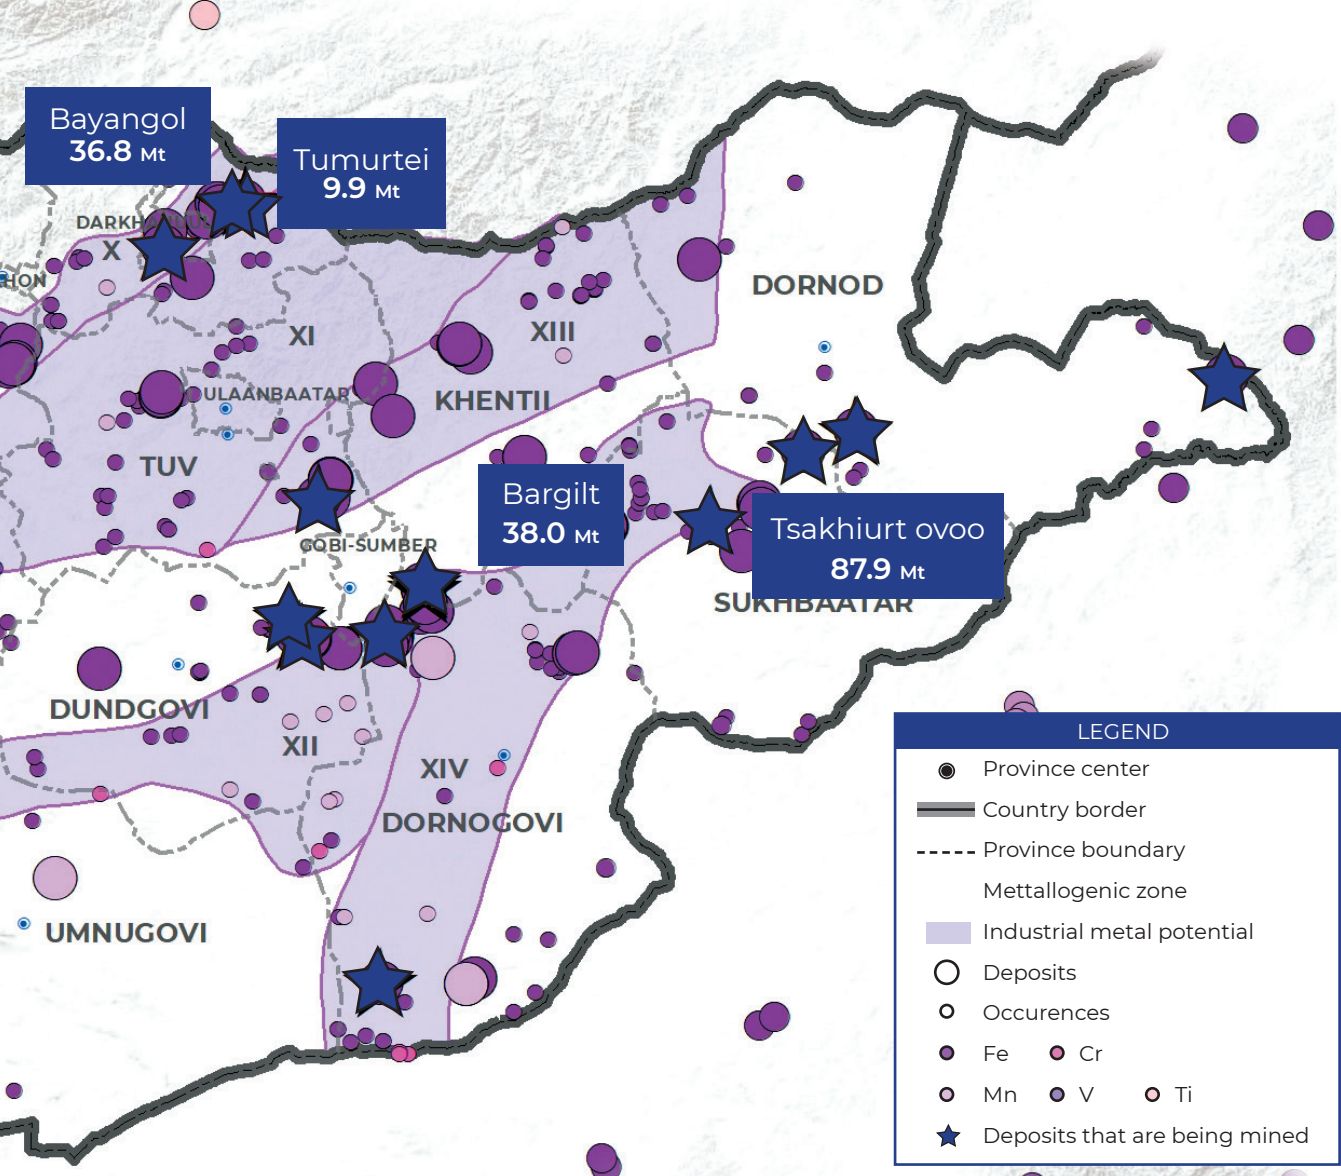 Bayangol
36.8 Mt
Tumurtei
9.9 Mt
X
HON
DORNOD
XI
XIII
ULAANBAATAR
KHENTII
TUV
Bargilt
38.0 Mt
Tsakhiurt ovoo
87.9 Mt
GOBI-SUMBER
SUKHBAATAR
DUNDGOVI
XII
XIV
DORNOGOVI
UMNUGOVI
LEGEND
Province center
Country border
Province boundary
Mettallogenic zone
Industrial metal potential
Deposits
Occurences
Fe Cr
Mn V Ti
Deposits that are being mined